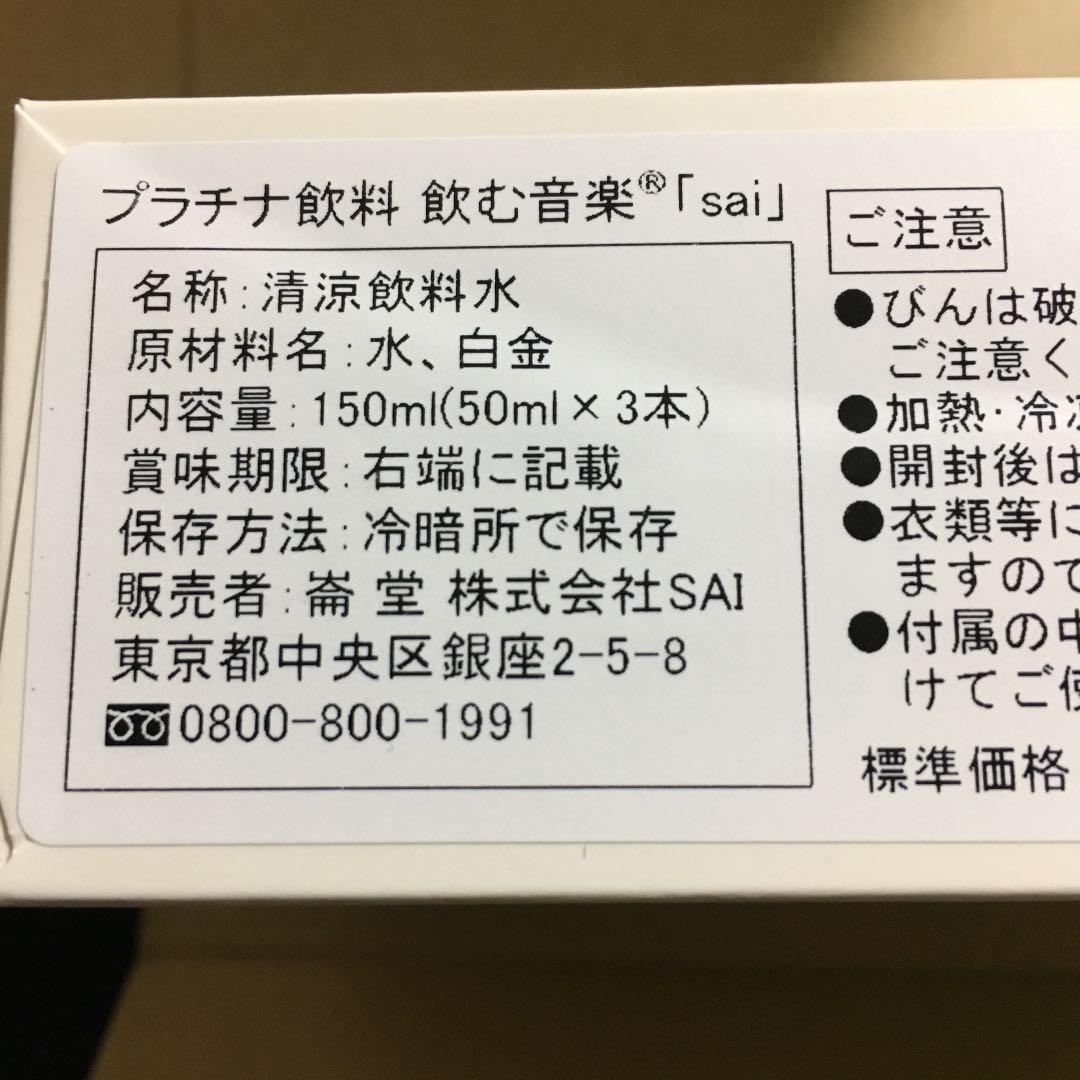 プラチナ飲料 飲む音楽®「sai」
名称:清涼飲料水
原材料名:水、白金
内容量:150ml(50ml×3本)
賞味期限:右端に記載
保存方法:冷暗所で保存
販売者:崙堂 株式会社SAI
東京都中央区銀座2-5-8
0800-800-1991
ご注意
●びんは破
ご注意く
●加熱・冷凍
●開封後は
●衣類等に
ますので
●付属の中
けてご使
標準価格